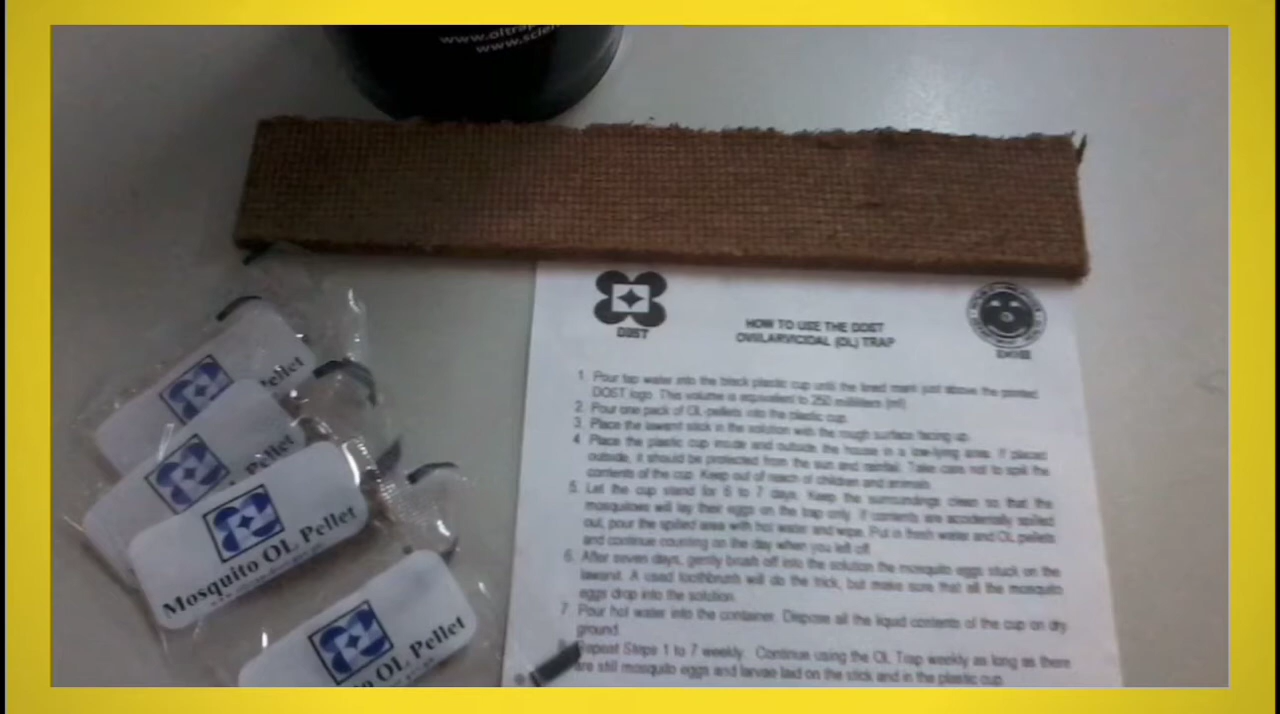 www.oltrap
www.scien
DOST
HOW TO USE THE DOST
OVI/LARVICIDAL (OL) TRAP
1. Pour tap water into the black plastic cup until the lined mark just above the printed
DOST logo. This volume is equivalent to 250 milliliters (ml)
2. Pour one pack of OL pellets into the plastic cup.
3. Place the lawanit stick in the solution with the rough surface facing up.
4. Place the plastic cup inside and outside the house in a low-lying area. If placed
outside, it should be protected from the sun and rainfall. Take care not to spill the
contents of the cup. Keep out of reach of children and animals.
5. Let the cup stand for 6 to 7 days. Keep the surroundings clean so that the
mosquitoes will lay their eggs on the trap only. If contents are accidentally spilled
out, pour the spilled area with hot water and wipe. Put in fresh water and OL pellets
and continue counting on the day when you left off.
6. After seven days, gently brush off into the solution the mosquito eggs stuck on the
lawanit. A used toothbrush will do the trick, but make sure that all the mosquito
eggs drop into the solution.
7. Pour hot water into the container. Dispose all the liquid contents of the cup on dry
ground.
8. Repeat Steps 1 to 7 weekly. Continue using the OL Trap weekly as long as there
are still mosquito eggs and larvae laid on the stick and in the plastic cup.
ellet
Pellet
Mosquito OL Pellet
OL Pellet